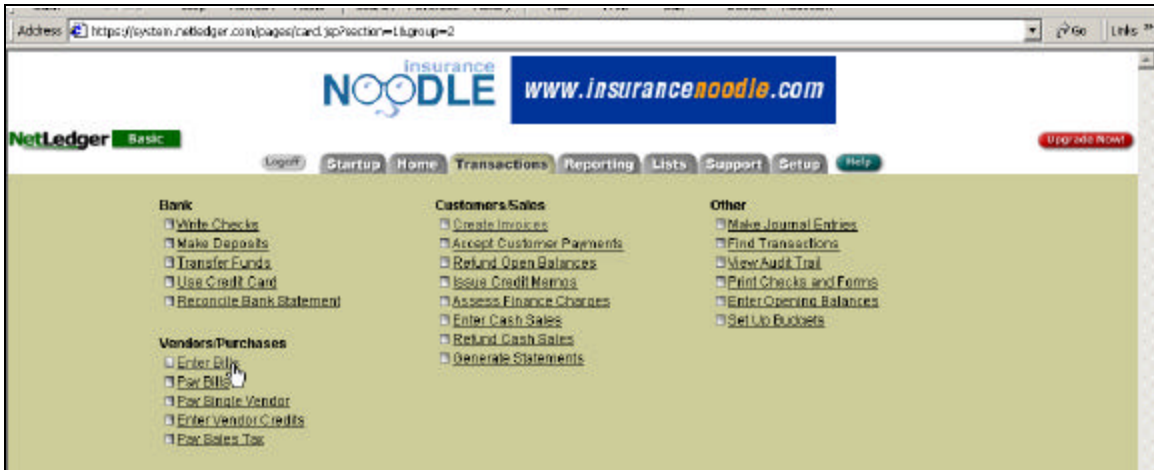 Address https://system.netledger.com/pages/card.jsp?section=1&group=2 Go Links »
insurance
NOODLE
www.insurancenoodle.com
NetLedger Basic
Upgrade Now!
Logoff Startup Home Transactions Reporting Lists Support Setup Help
Bank
Write Checks
Make Deposits
Transfer Funds
Use Credit Card
Reconcile Bank Statement
Vendors/Purchases
Enter Bills
Pay Bills
Pay Single Vendor
Enter Vendor Credits
Pay Sales Tax
Customers/Sales
Create Invoices
Accept Customer Payments
Refund Open Balances
Issue Credit Memos
Assess Finance Charges
Enter Cash Sales
Refund Cash Sales
Generate Statements
Other
Make Journal Entries
Find Transactions
View Audit Trail
Print Checks and Forms
Enter Opening Balances
Set Up Budgets